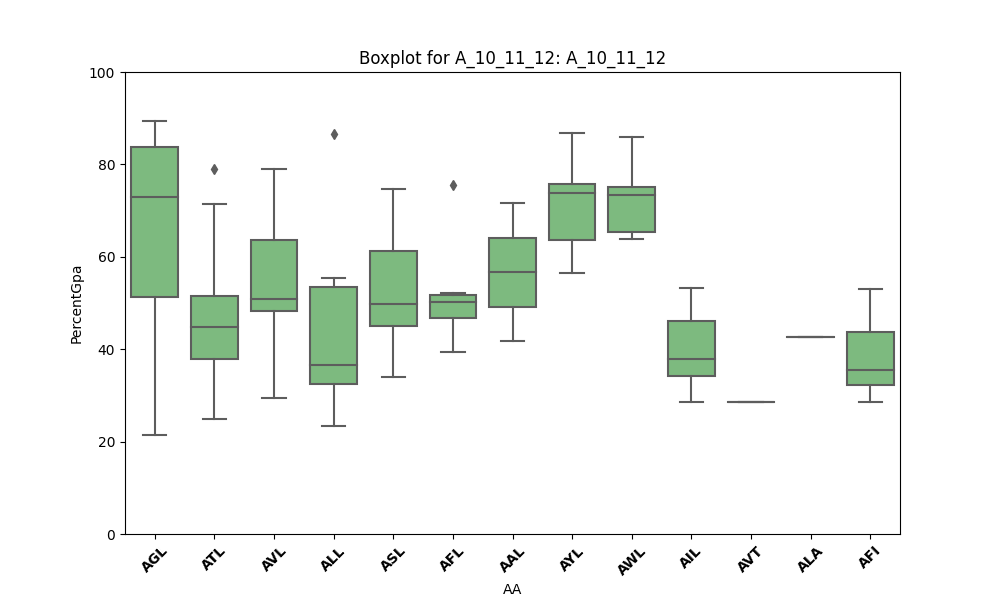 Boxplot for A_10_11_12: A_10_11_12
100
80
60
40
20
0
PercentGpa
AGL ATL AVL ALL ASL AFL AAL AYL AWL AIL AVT ALA AFI
AA